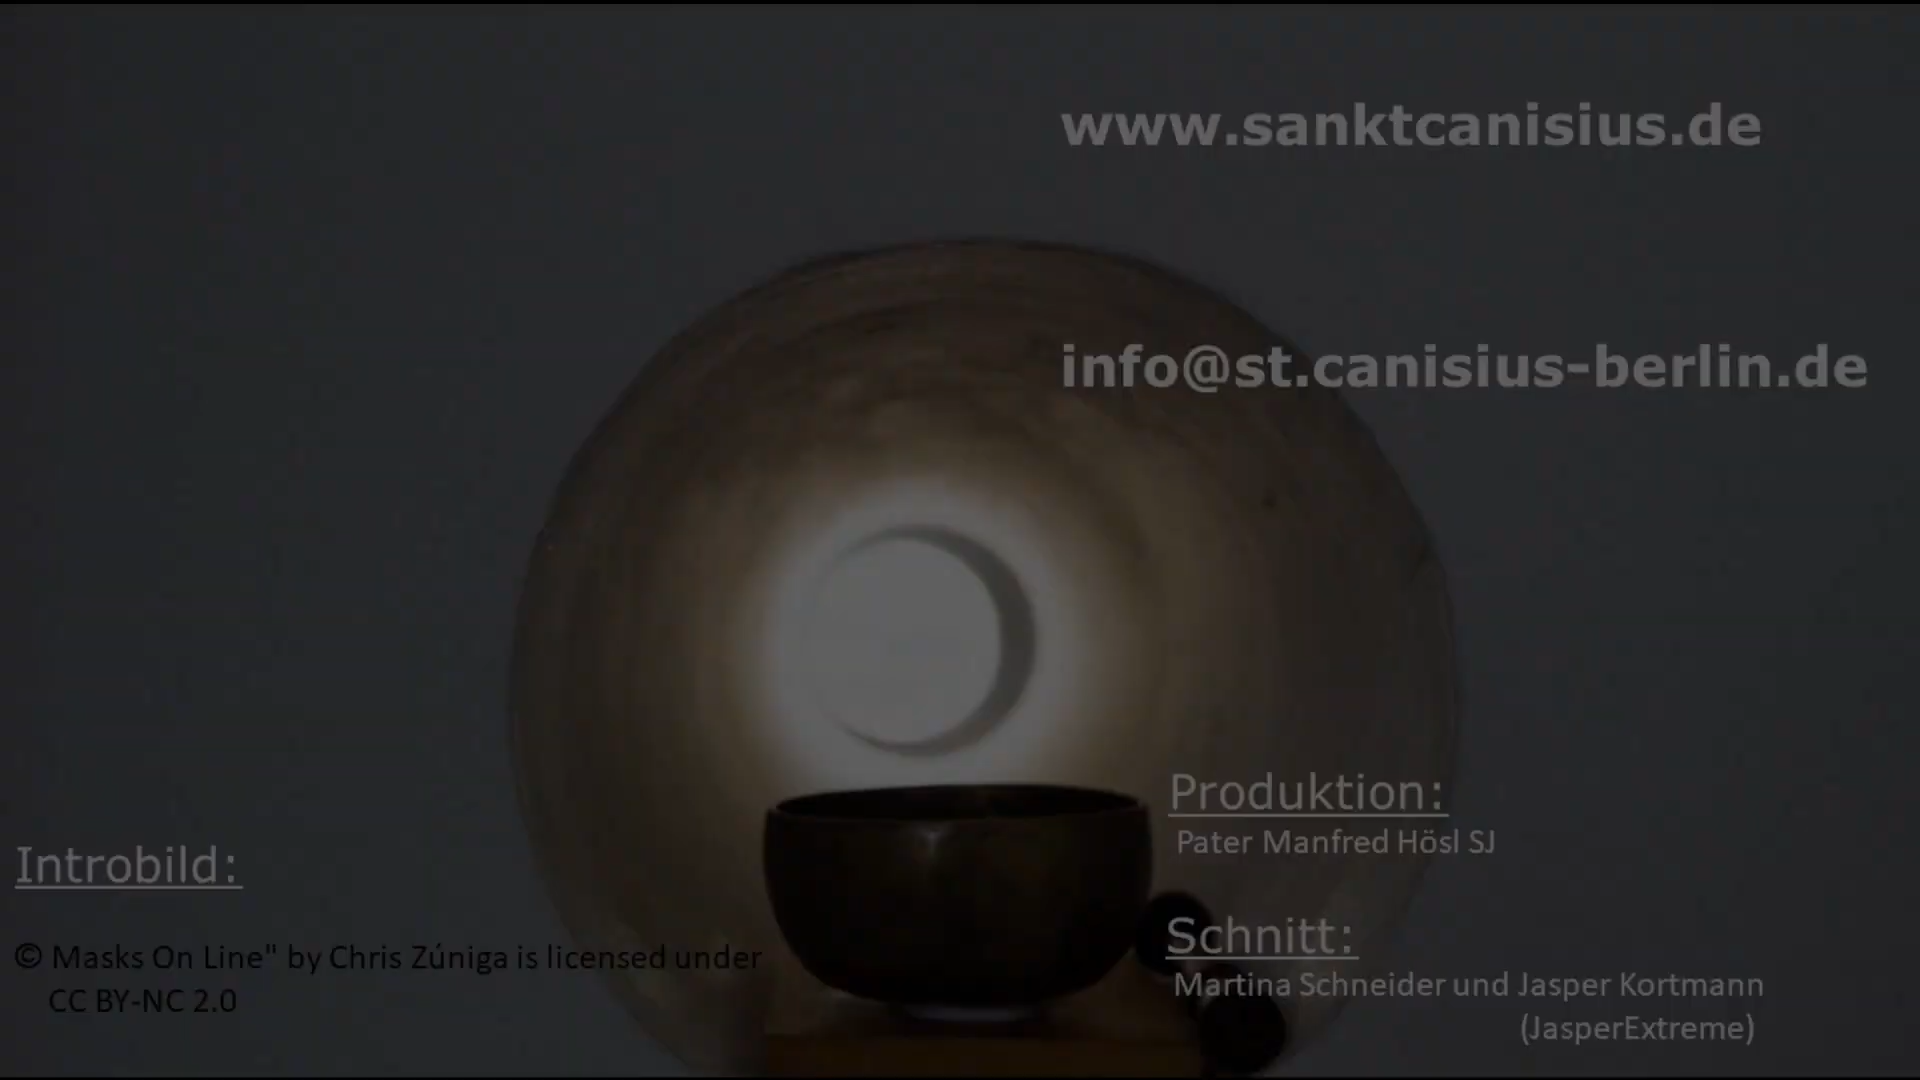 www.sanktcanisius.de
info@st.canisius-berlin.de
Produktion:
Pater Manfred Hösl SJ
Introbild:
Schnitt:
© Masks On Line" by Chris Zúniga is licensed under
CC BY-NC 2.0
Martina Schneider und Jasper Kortmann
(JasperExtreme)